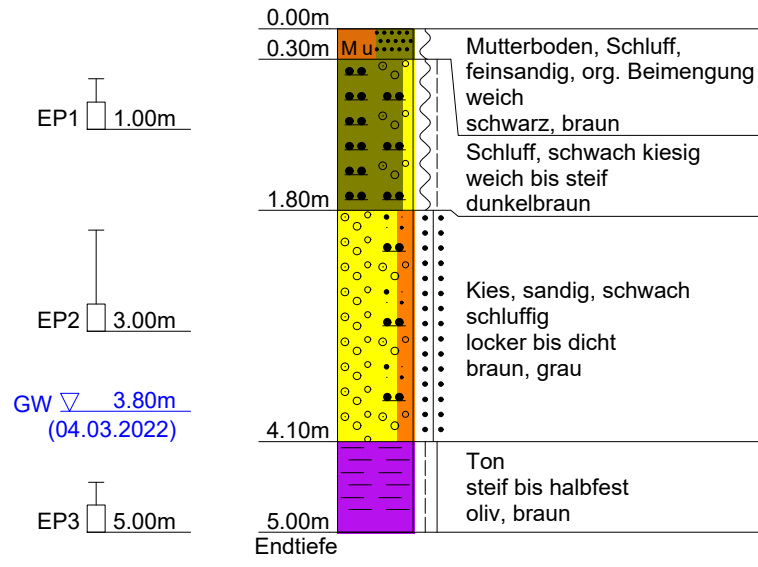 0.00m
0.30m
Mu
Mutterboden, Schluff,
feinsandig, org. Beimengung
weich
schwarz, braun
EP1 1.00m
Schluff, schwach kiesig
weich bis steif
dunkelbraun
1.80m
Kies, sandig, schwach
schluffig
locker bis dicht
braun, grau
EP2 3.00m
GW 3.80m
(04.03.2022)
4.10m
Ton
steif bis halbfest
oliv, braun
EP3 5.00m
5.00m
Endtiefe